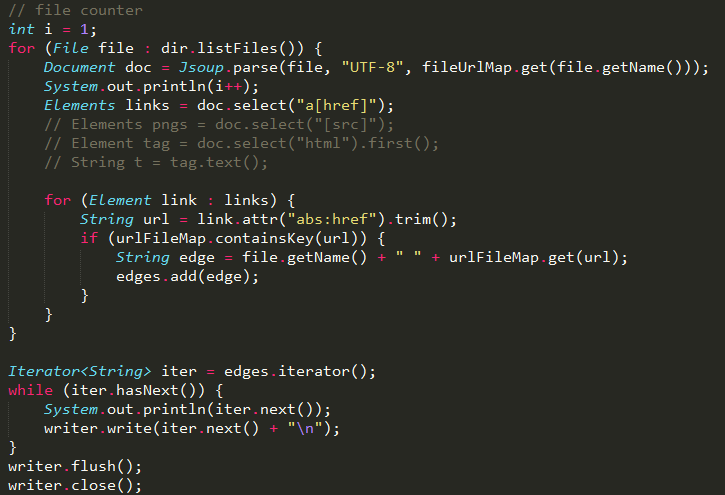 // file counter
int i = 1;
for (File file : dir.listFiles()) {
    Document doc = Jsoup.parse(file, "UTF-8", fileUrlMap.get(file.getName()));
    System.out.println(i++);
    Elements links = doc.select("a[href]");
    // Elements pngs = doc.select("[src]");
    // Element tag = doc.select("html").first();
    // String t = tag.text();

    for (Element link : links) {
        String url = link.attr("abs:href").trim();
        if (urlFileMap.containsKey(url)) {
            String edge = file.getName() + " " + urlFileMap.get(url);
            edges.add(edge);
        }
    }
}

Iterator<String> iter = edges.iterator();
while (iter.hasNext()) {
    System.out.println(iter.next());
    writer.write(iter.next() + "\n");
}
writer.flush();
writer.close();